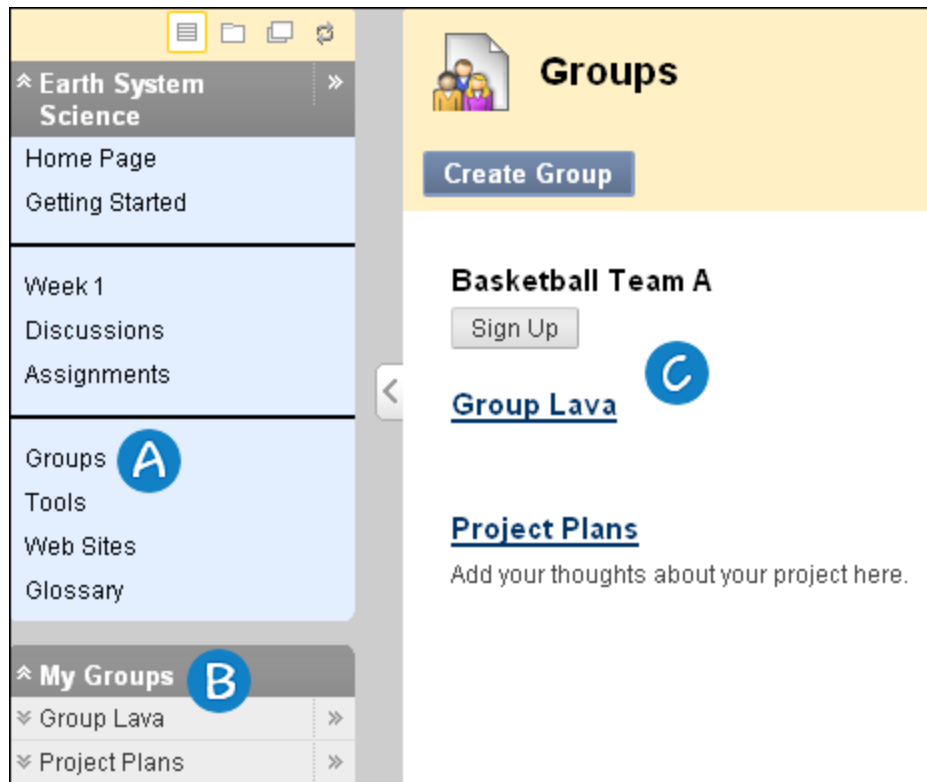 Earth System
Science
Home Page
Getting Started
Week 1
Discussions
Assignments
Groups A
Tools
Web Sites
Glossary
My Groups B
Group Lava
Project Plans
Groups
Create Group
Basketball Team A
Sign Up
C
Group Lava
Project Plans
Add your thoughts about your project here.